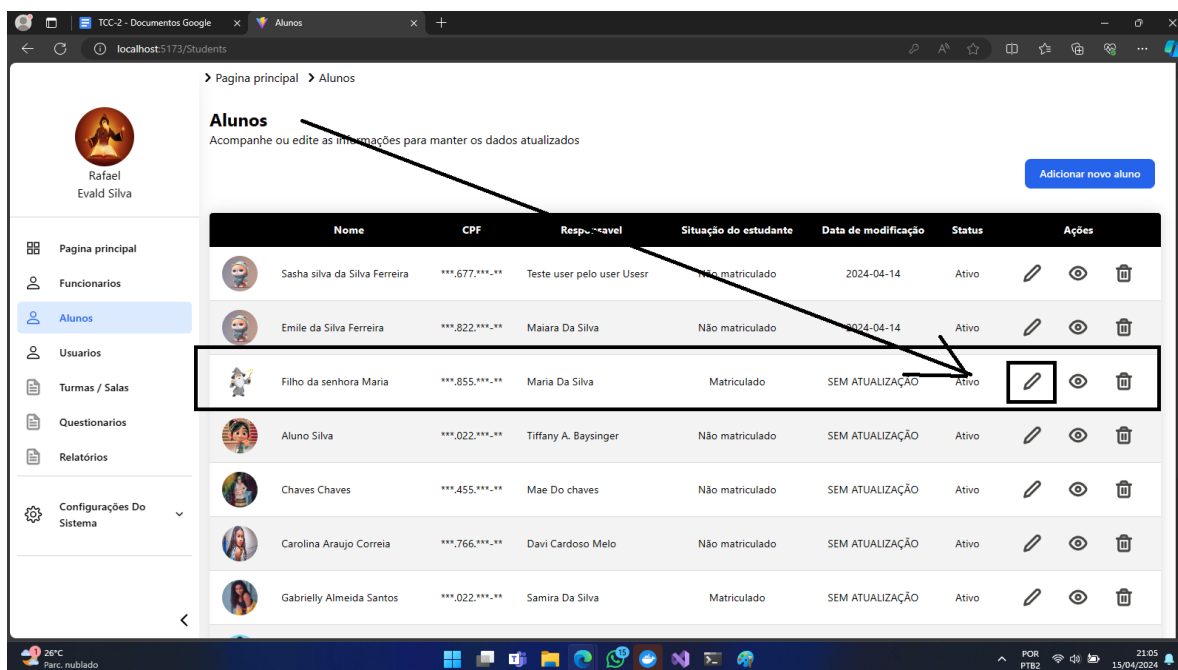 TCC-2 - Documentos Google
Alunos
localhost:5173/Students
Pagina principal Alunos
Alunos
Acompanhe ou edite as informações para manter os dados atualizados
Rafael
Evald Silva
Adicionar novo aluno
Pagina principal
Funcionarios
Alunos
Usuarios
Turmas / Salas
Questionarios
Relatórios
Configurações Do
Sistema
Nome CPF Responsavel Situação do estudante Data de modificação Status Ações
Sasha silva da Silva Ferreira ***.677.***-** Teste user pelo user Usesr Não matriculado 2024-04-14 Ativo
Emile da Silva Ferreira ***.822.***-** Maiara Da Silva Não matriculado 2024-04-14 Ativo
Filho da senhora Maria ***.855.***-** Maria Da Silva Matriculado SEM ATUALIZAÇÃO Ativo
Aluno Silva ***.022.***-** Tiffany A. Baysinger Não matriculado SEM ATUALIZAÇÃO Ativo
Chaves Chaves ***.455.***-** Mae Do chaves Não matriculado SEM ATUALIZAÇÃO Ativo
Carolina Araujo Correia ***.766.***-** Davi Cardoso Melo Não matriculado SEM ATUALIZAÇÃO Ativo
Gabrielly Almeida Santos ***.022.***-** Samira Da Silva Matriculado SEM ATUALIZAÇÃO Ativo
1
26°C
Parc. nublado
15
POR
PTB2
21:05
15/04/2024